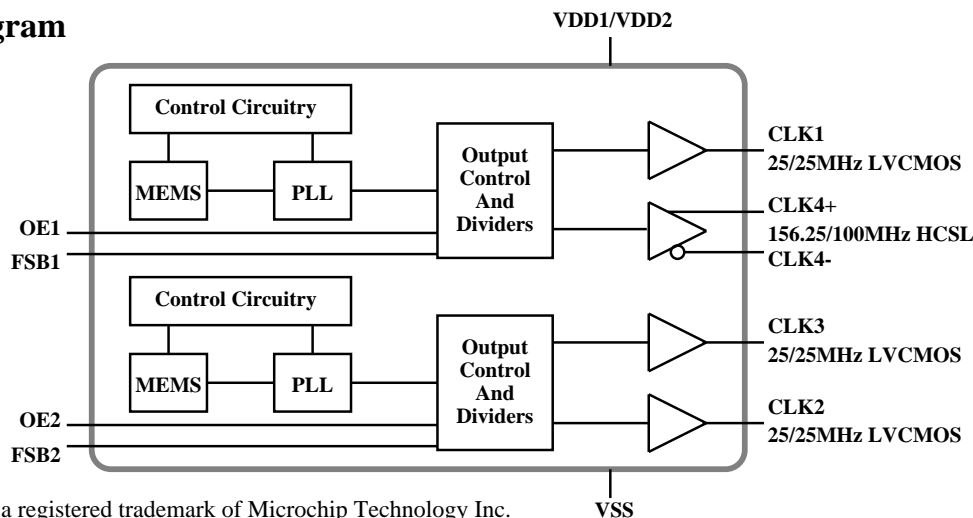 gram
VDD1/VDD2
Control Circuitry
MEMS
PLL
Output
Control
And
Dividers
CLK1
25/25MHz LVCMOS
CLK4+
156.25/100MHz HCSL
CLK4-
OE1
FSB1
Control Circuitry
MEMS
PLL
Output
Control
And
Dividers
CLK3
25/25MHz LVCMOS
CLK2
25/25MHz LVCMOS
OE2
FSB2
a registered trademark of Microchip Technology Inc.
VSS